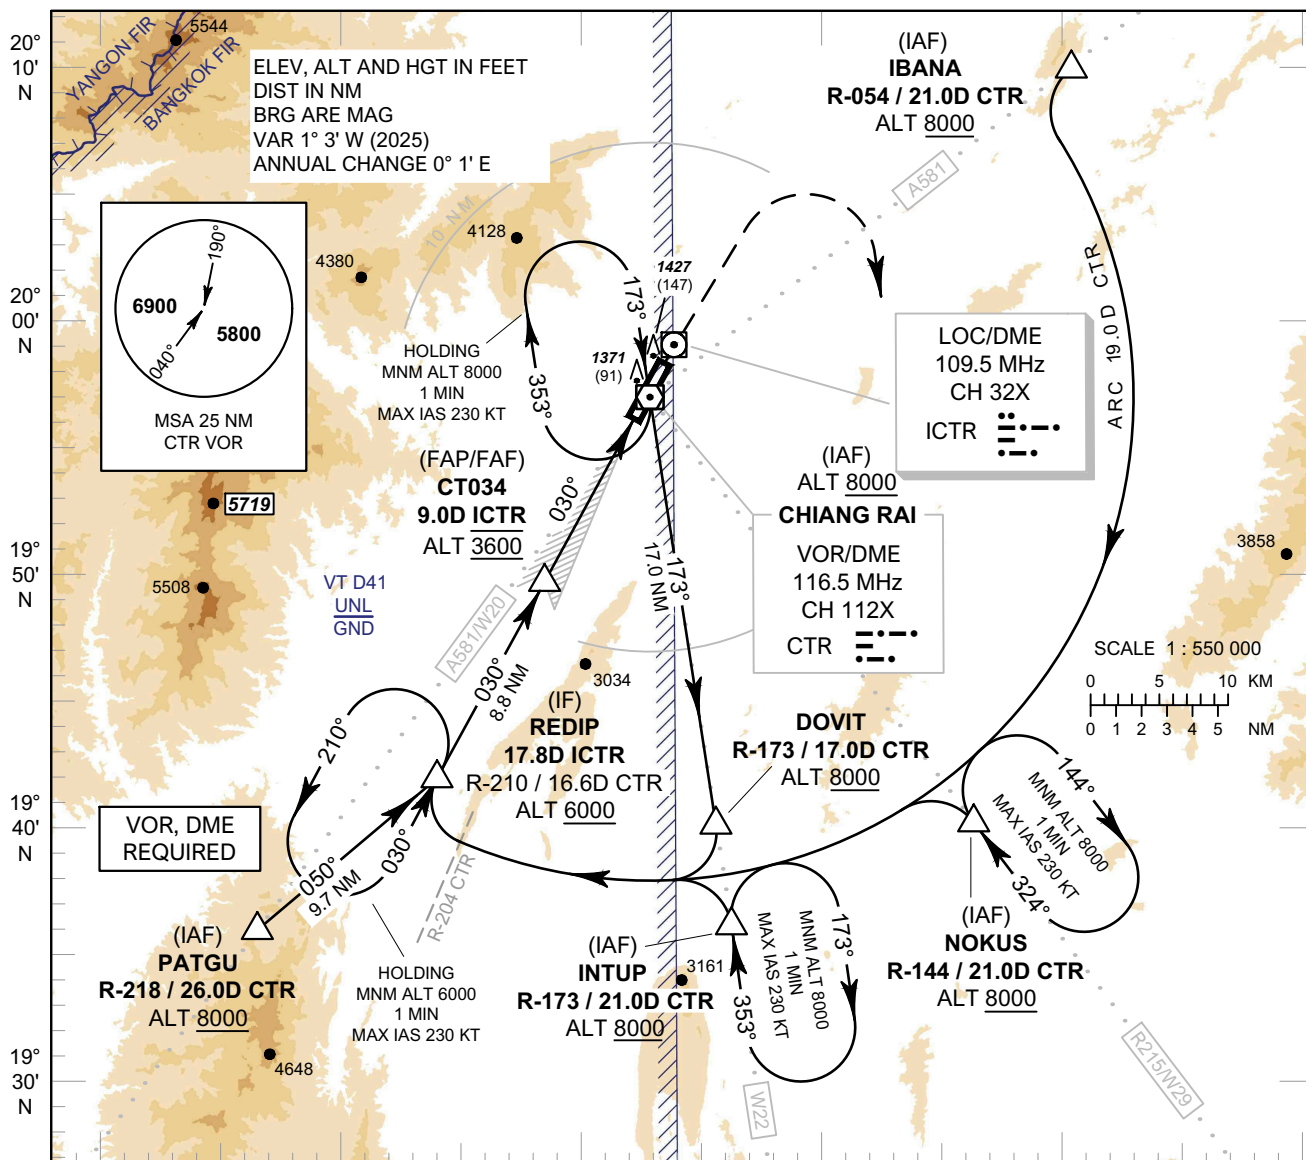 20°
10'
N
20°
00'
N
19°
50'
N
19°
40'
N
19°
30'
N
5544
YANGON FIR
BANGKOK FIR
ELEV, ALT AND HGT IN FEET
DIST IN NM
BRG ARE MAG
VAR 1° 3' W (2025)
ANNUAL CHANGE 0° 1' E
(IAF)
IBANA
R-054 / 21.0D CTR
ALT 8000
A581
190°
6900
5800
040°
MSA 25 NM
CTR VOR
4380
4128
10 NM
HOLDING
MNM ALT 8000
1 MIN
MAX IAS 230 KT
173°
353°
1427
(147)
1371
(91)
ARC 19.0 D CTR
LOC/DME
109.5 MHz
CH 32X
ICTR
(IAF)
ALT 8000
CHIANG RAI
VOR/DME
116.5 MHz
CH 112X
CTR
(FAP/FAF)
CT034
9.0D ICTR
ALT 3600
030°
5719
5508
VT D41
UNL
GND
A581/W20
173°
17.0 NM
3858
SCALE 1 : 550 000
0 5 10 KM
0 1 2 3 4 5 NM
030°
8.8 NM
3034
(IF)
REDIP
17.8D ICTR
R-210 / 16.6D CTR
ALT 6000
DOVIT
R-173 / 17.0D CTR
ALT 8000
210°
030°
VOR, DME
REQUIRED
050°
9.7 NM
R-204 CTR
144°
MNM ALT 8000
1 MIN
MAX IAS 230 KT
324°
(IAF)
PATGU
R-218 / 26.0D CTR
ALT 8000
HOLDING
MNM ALT 6000
1 MIN
MAX IAS 230 KT
(IAF)
INTUP
R-173 / 21.0D CTR
ALT 8000
3161
173°
MNM ALT 8000
1 MIN
MAX IAS 230 KT
353°
(IAF)
NOKUS
R-144 / 21.0D CTR
ALT 8000
4648
W22
R215/W29